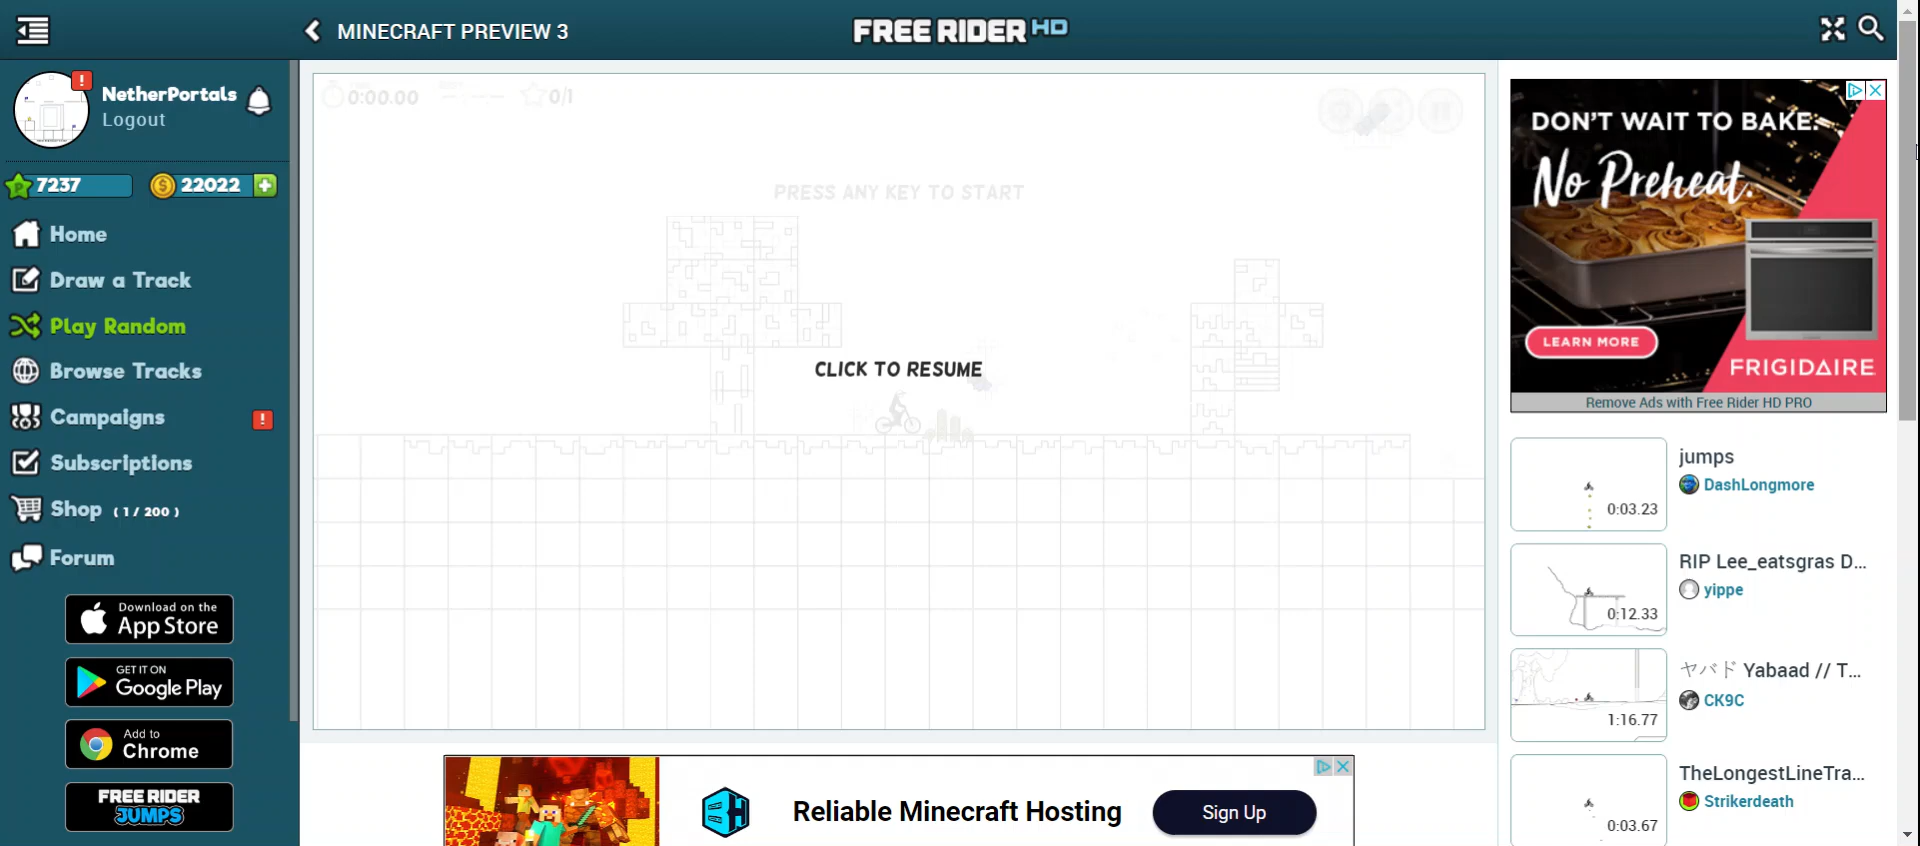 MINECRAFT PREVIEW 3
FREE RIDER HD
!
NetherPortals
Logout
7237
22022
Home
Draw a Track
Play Random
Browse Tracks
Campaigns
!
Subscriptions
Shop ( 1 / 200 )
Forum
Download on the
App Store
GET IT ON
Google Play
Add to
Chrome
FREE RIDER
JUMPS
0:00.00
0/1
PRESS ANY KEY TO START
CLICK TO RESUME
Reliable Minecraft Hosting
Sign Up
DON'T WAIT TO BAKE.
No Preheat.
LEARN MORE
FRIGIDAIRE
Remove Ads with Free Rider HD PRO
jumps
DashLongmore
0:03.23
RIP Lee_eatsgras D...
yippe
0:12.33
ヤバド Yabaad // T...
CK9C
1:16.77
TheLongestLineTra...
Strikerdeath
0:03.67